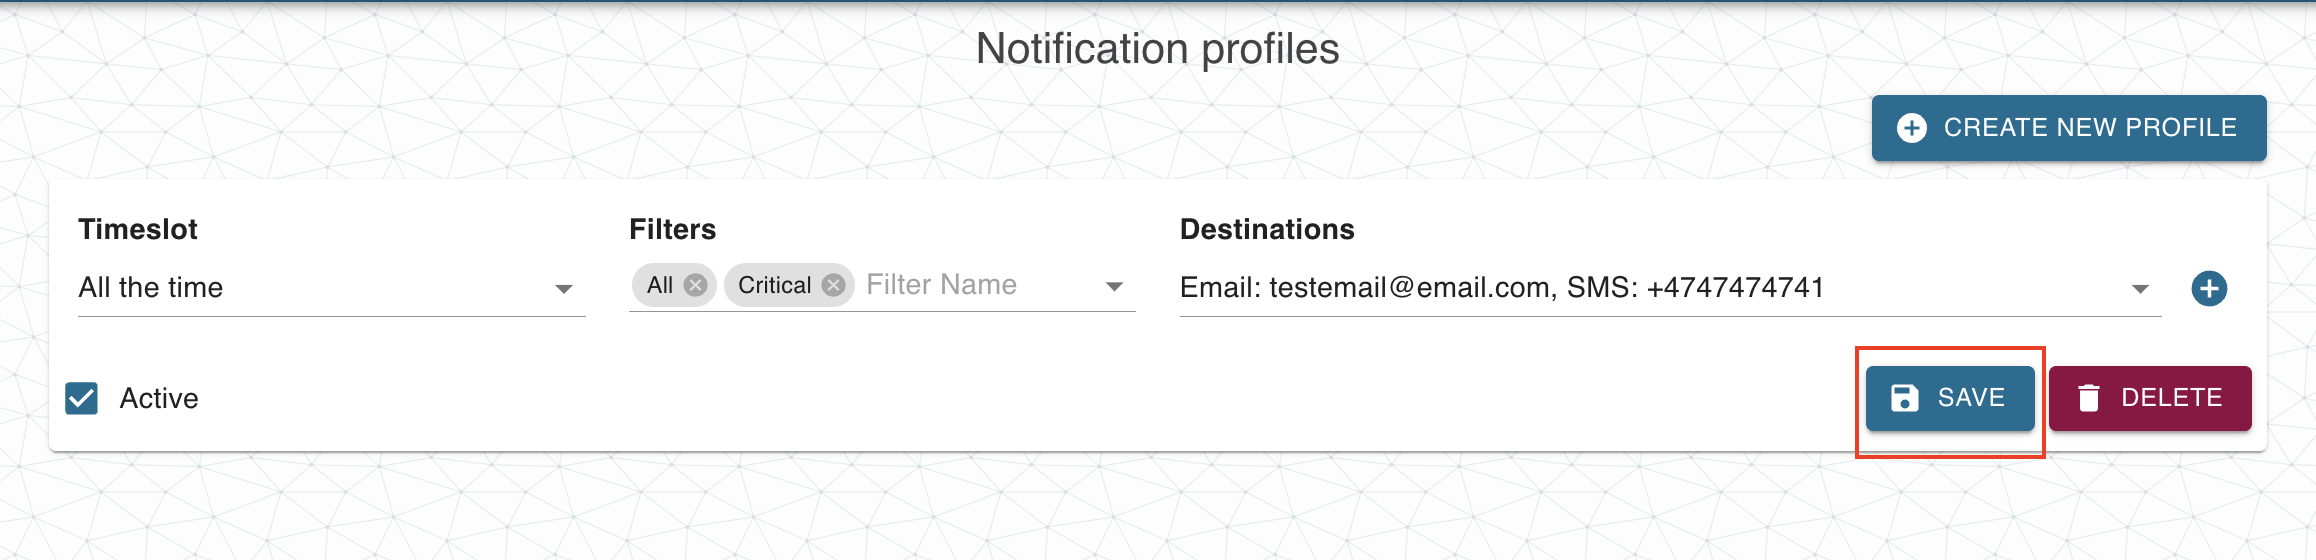 Notification profiles
CREATE NEW PROFILE
Timeslot
Filters
Destinations
All the time
All
Critical
Filter Name
Email: testemail@email.com, SMS: +4747474741
Active
SAVE
DELETE